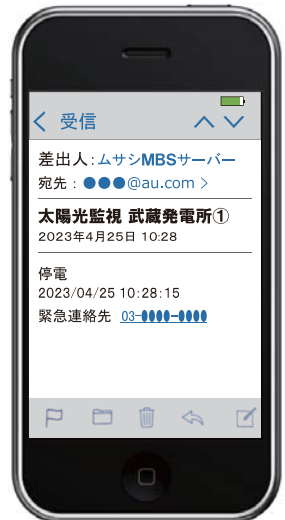 受信
差出人:ムサシMBSサーバー
宛先:●●●@au.com >
太陽光監視 武蔵発電所①
2023年4月25日 10:28
停電
2023/04/25 10:28:15
緊急連絡先 03-●●●●-●●●●